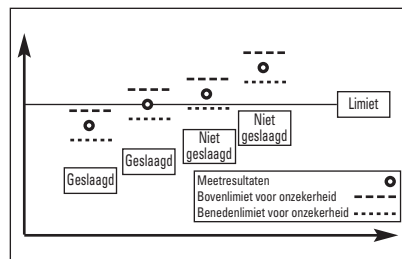 Limiet
Niet
geslaagd
Niet
geslaagd
Geslaagd
Geslaagd
Meetresultaten
Bovenlimiet voor onzekerheid
Benedenlimiet voor onzekerheid